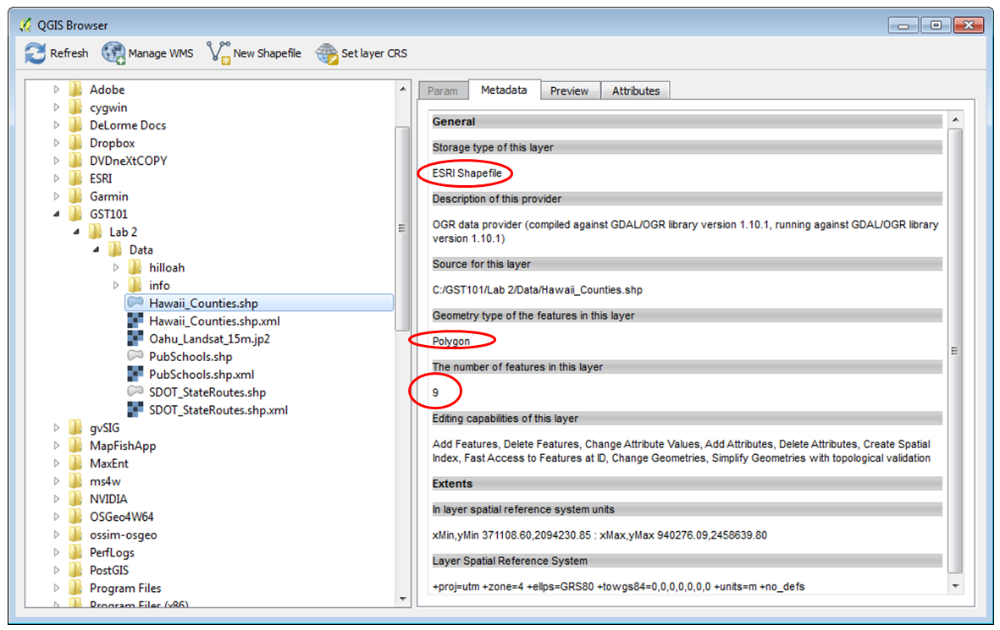 QGIS Browser
Refresh Manage WMS New Shapefile Set layer CRS
Adobe
cygwin
DeLorme Docs
Dropbox
DVDneXtCOPY
ESRI
Garmin
GST101
Lab 2
Data
hilloah
info
Hawaii_Counties.shp
Hawaii_Counties.shp.xml
Oahu_Landsat_15m.jp2
PubSchools.shp
PubSchools.shp.xml
SDOT_StateRoutes.shp
SDOT_StateRoutes.shp.xml
gvSIG
MapFishApp
MaxEnt
ms4w
NVIDIA
OSGeo4W64
ossim-osgeo
PerfLogs
PostGIS
Program Files
Program Files (x86)
Param Metadata Preview Attributes
General
Storage type of this layer
ESRI Shapefile
Description of this provider
OGR data provider (compiled against GDAL/OGR library version 1.10.1, running against GDAL/OGR library
version 1.10.1)
Source for this layer
C:/GST101/Lab 2/Data/Hawaii_Counties.shp
Geometry type of the features in this layer
Polygon
The number of features in this layer
9
Editing capabilities of this layer
Add Features, Delete Features, Change Attribute Values, Add Attributes, Delete Attributes, Create Spatial
Index, Fast Access to Features at ID, Change Geometries, Simplify Geometries with topological validation
Extents
In layer spatial reference system units
xMin,yMin 371108.60,2094230.85 : xMax,yMax 940276.09,2458639.80
Layer Spatial Reference System
+proj=utm +zone=4 +ellps=GRS80 +towgs84=0,0,0,0,0,0,0 +units=m +no_defs